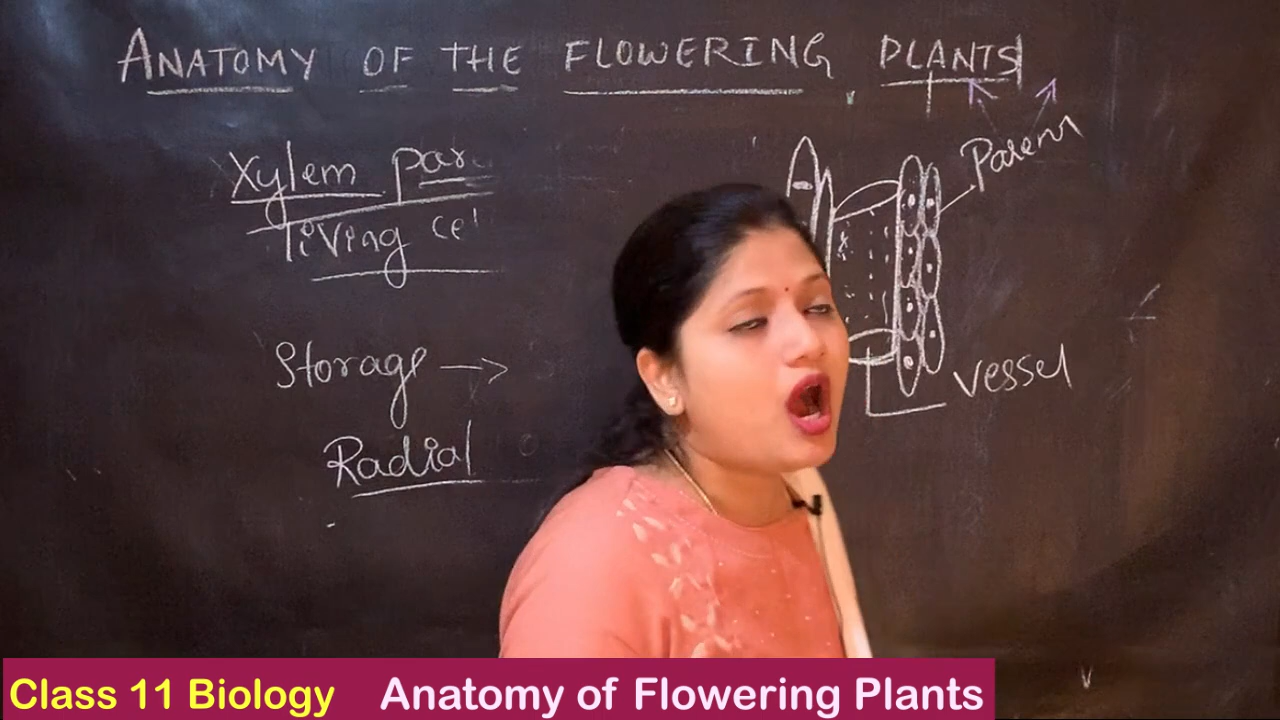 ANATOMY OF THE FLOWERING PLANTS
Xylem par
living ce
Storage →
Radial
Paren
Vessel
Class 11 Biology Anatomy of Flowering Plants